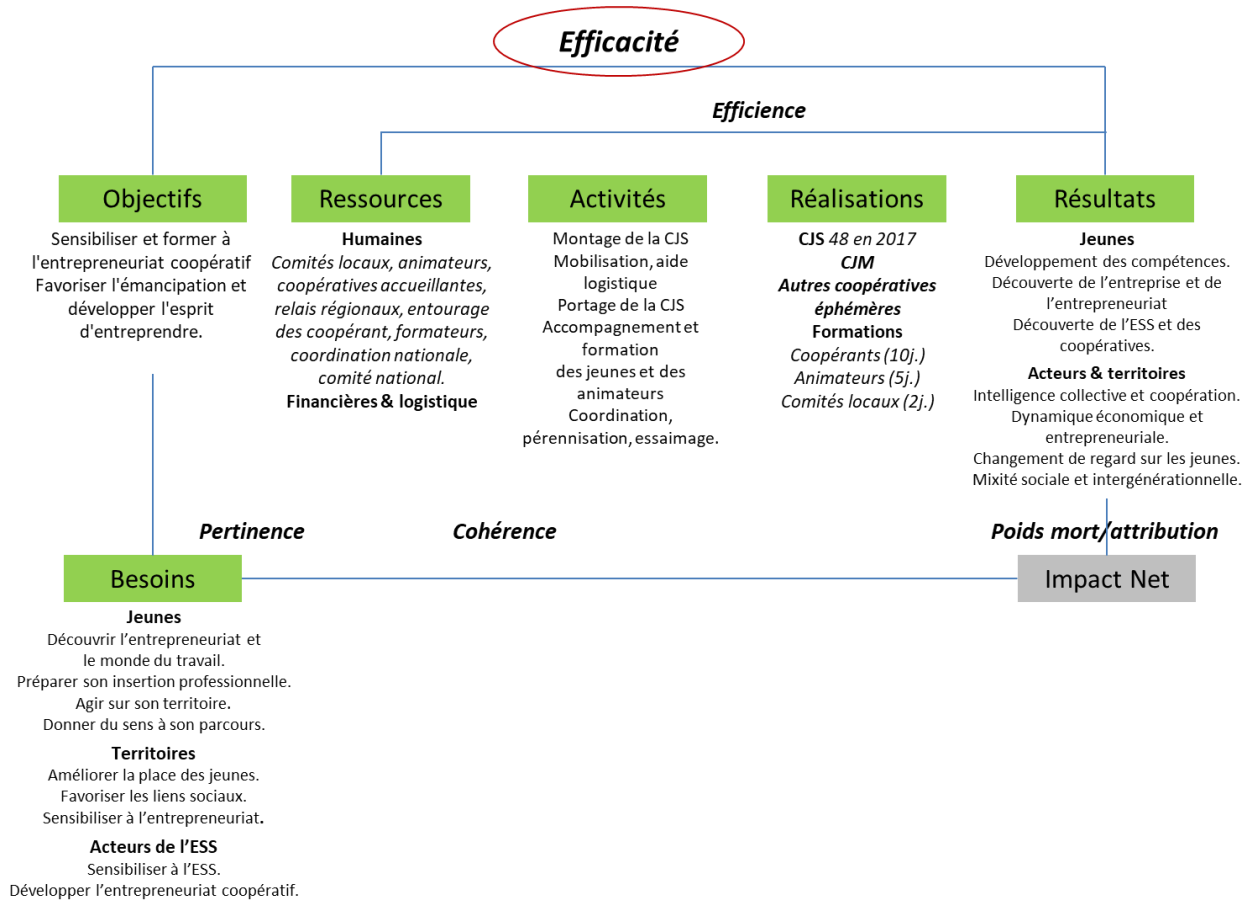 Efficacité
Efficience
Objectifs
Sensibiliser et former à
l'entrepreneuriat coopératif
Favoriser l'émancipation et
développer l'esprit
d'entreprendre.
Ressources
Humaines
Comités locaux, animateurs,
coopératives accueillantes,
relais régionaux, entourage
des coopérant, formateurs,
coordination nationale,
comité national.
Financières & logistique
Activités
Montage de la CJS
Mobilisation, aide
logistique
Portage de la CJS
Accompagnement et
formation
des jeunes et des
animateurs
Coordination,
pérennisation, essaimage.
Réalisations
CJS 48 en 2017
CJM
Autres coopératives
éphémères
Formations
Coopérants (10j.)
Animateurs (5j.)
Comités locaux (2j.)
Résultats
Jeunes
Développement des compétences.
Découverte de l'entreprise et de
l'entrepreneuriat
Découverte de l'ESS et des
coopératives.
Acteurs & territoires
Intelligence collective et coopération.
Dynamique économique et
entrepreneuriale.
Changement de regard sur les jeunes.
Mixité sociale et intergénérationnelle.
Pertinence
Cohérence
Poids mort/attribution
Besoins
Impact Net
Jeunes
Découvrir l'entrepreneuriat et
le monde du travail.
Préparer son insertion professionnelle.
Agir sur son territoire.
Donner du sens à son parcours.
Territoires
Améliorer la place des jeunes.
Favoriser les liens sociaux.
Sensibiliser à l'entrepreneuriat.
Acteurs de l'ESS
Sensibiliser à l'ESS.
Développer l'entrepreneuriat coopératif.